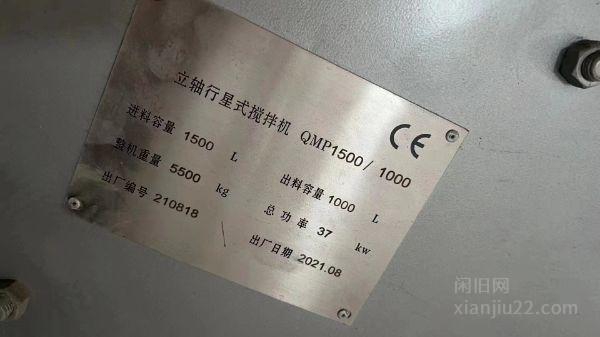 立轴行星式搅拌机 QMP1500/1000
CE
进料容量 1500 L 出料容量 1000 L
整机重量 5500 kg 总功率 37 kw
出厂编号 210818 出厂日期 2021.08
闲旧网
xianjiu22.com